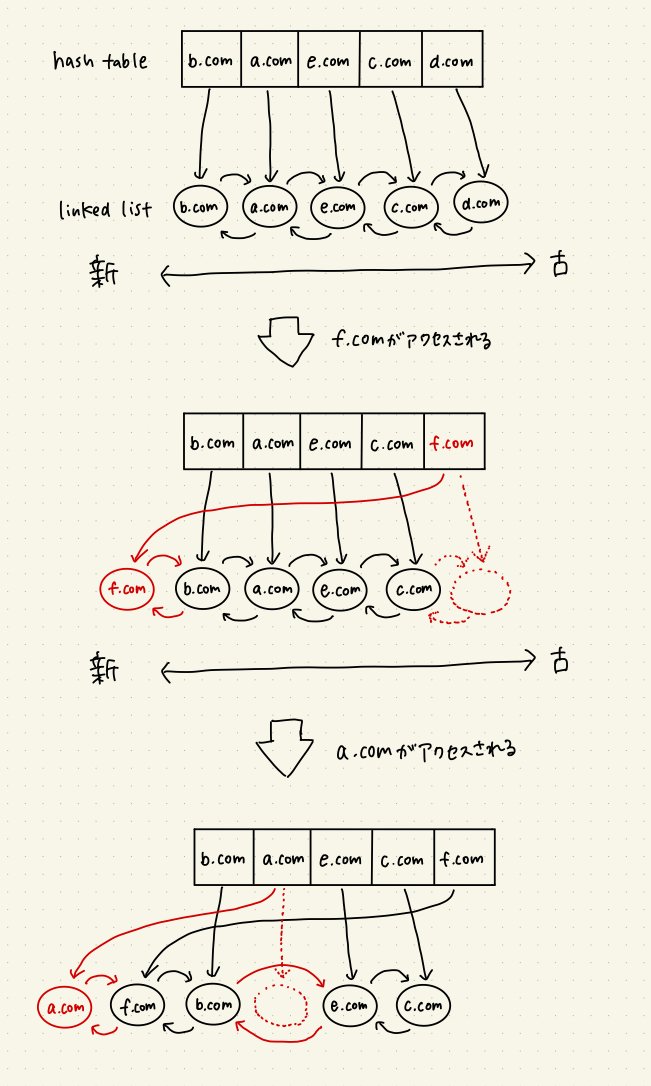 hash table b.com a.com e.com c.com d.com
linked list b.com a.com e.com c.com d.com
新 古
f.comがアクセスされる
b.com a.com e.com c.com f.com
f.com b.com a.com e.com c.com
新 古
a.comがアクセスされる
b.com a.com e.com c.com f.com
a.com f.com b.com e.com c.com